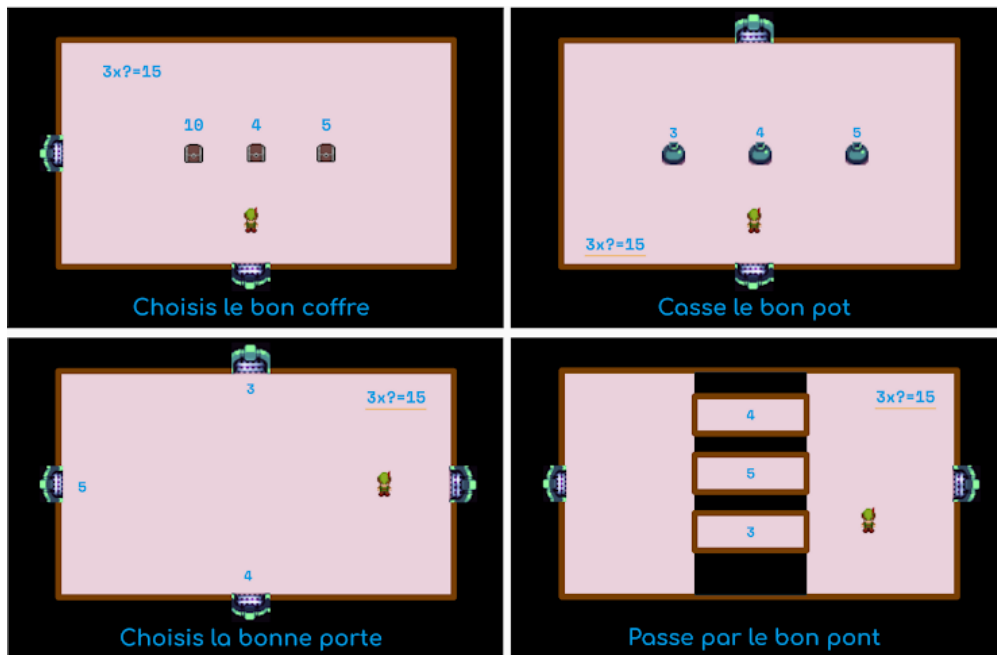 3x?=15
10 4 5
Choisis le bon coffre
3 4 5
3x?=15
Casse le bon pot
3
3x?=15
5
4
Choisis la bonne porte
3x?=15
4
5
3
Passe par le bon pont